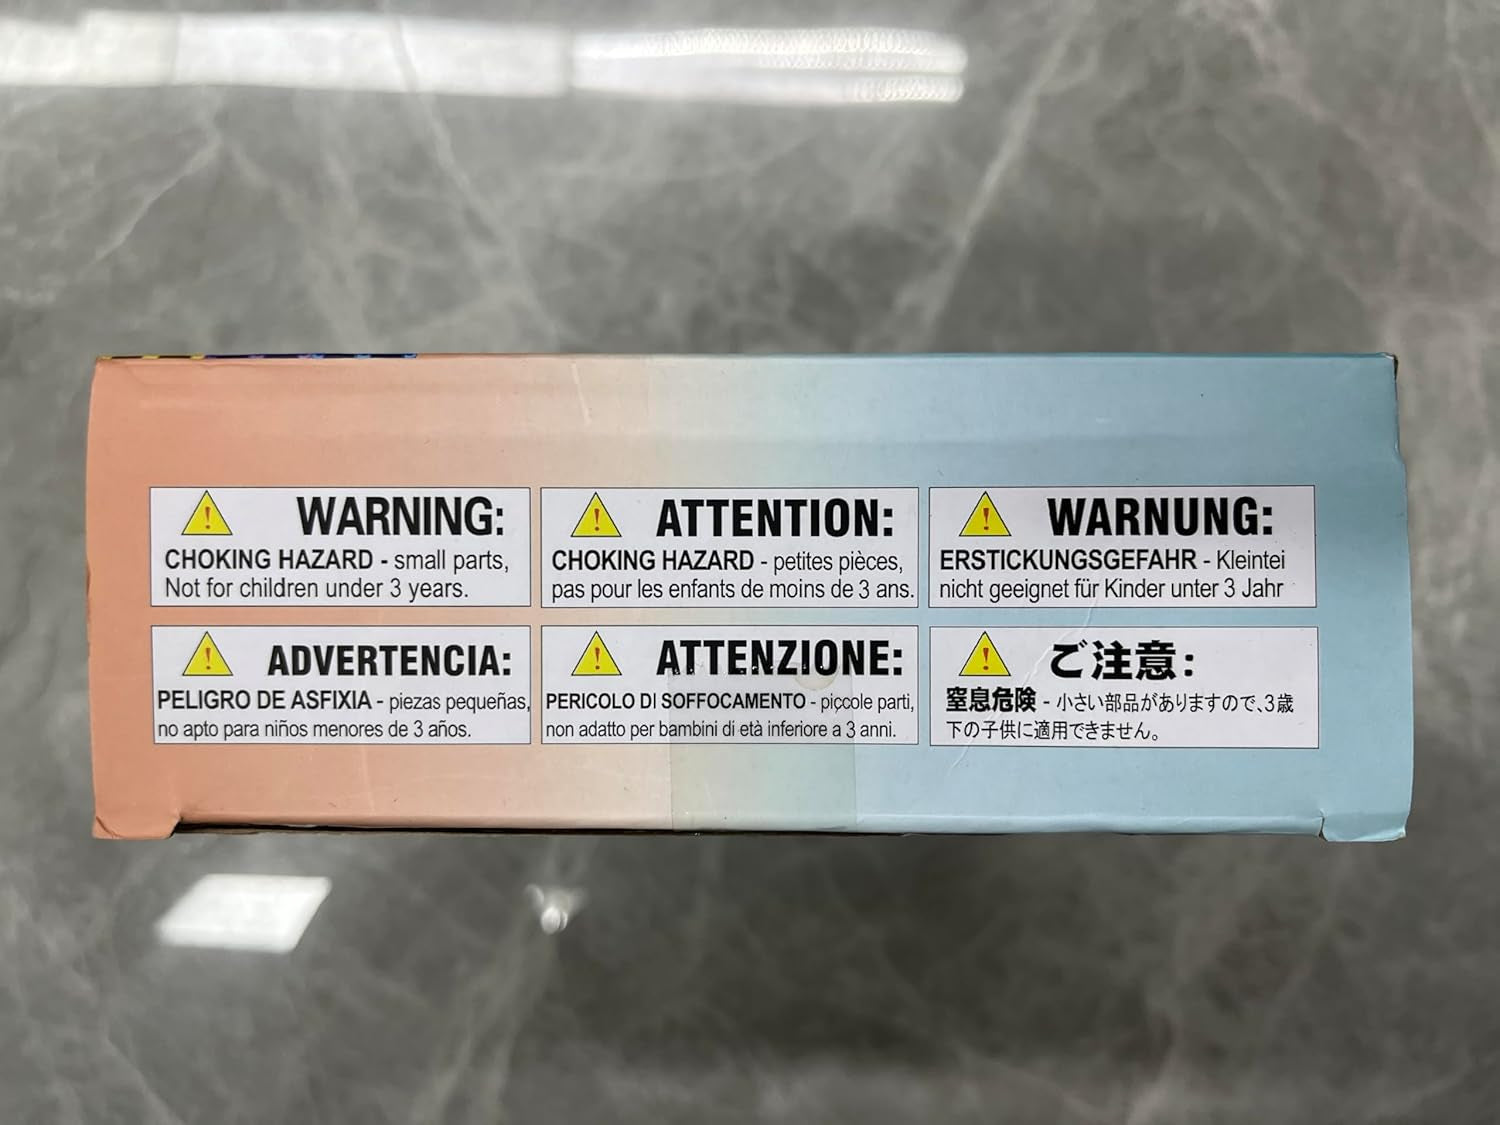 WARNING:
CHOKING HAZARD - small parts,
Not for children under 3 years.
ATTENTION:
CHOKING HAZARD - petites pièces,
pas pour les enfants de moins de 3 ans.
WARNUNG:
ERSTICKUNGSGEFAHR - Kleintei
nicht geeignet für Kinder unter 3 Jahr
ADVERTENCIA:
PELIGRO DE ASFIXIA - piezas pequeñas,
no apto para niños menores de 3 años.
ATTENZIONE:
PERICOLO DI SOFFOCAMENTO - piccole parti,
non adatto per bambini di età inferiore a 3 anni.
ご注意:
窒息危険 - 小さい部品がありますので､3歳
下の子供に適用できません。